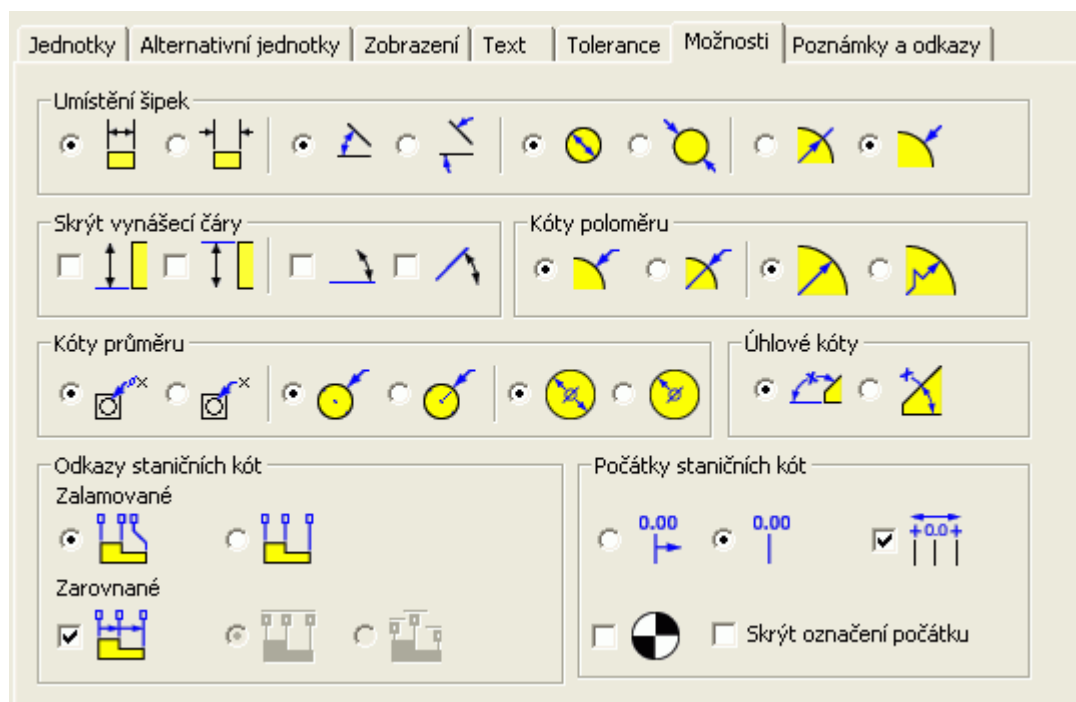 Jednotky Alternativní jednotky Zobrazení Text Tolerance Možnosti Poznámky a odkazy
Umístění šipek
Skrýt vynášecí čáry Kóty poloměru
Kóty průměru Úhlové kóty
Odkazy staničních kót Počátky staničních kót
Zalamované
0.00 0.00 +0.0+
Zarovnané
Skrýt označení počátku